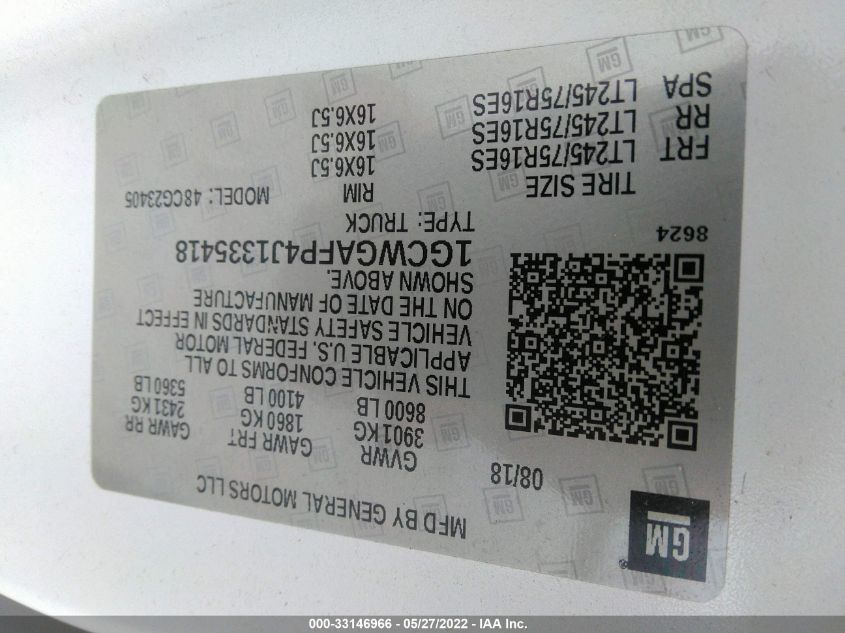 GM
®
MFD BY GENERAL MOTORS LLC
08/18
GVWR GAWR FRT GAWR RR
3901 KG 1860 KG 2431 KG
8600 LB 4100 LB 5360 LB
THIS VEHICLE CONFORMS TO ALL
APPLICABLE U.S. FEDERAL MOTOR
VEHICLE SAFETY STANDARDS IN EFFECT
ON THE DATE OF MANUFACTURE
SHOWN ABOVE.
1GCWGAFP4J1335418
8624
TYPE: TRUCK
MODEL: 48CG23405
TIRE SIZE RIM
FRT LT245/75R16ES 16X6.5J
RR LT245/75R16ES 16X6.5J
SPA LT245/75R16ES 16X6.5J
000-33146966 - 05/27/2022 - IAA Inc.